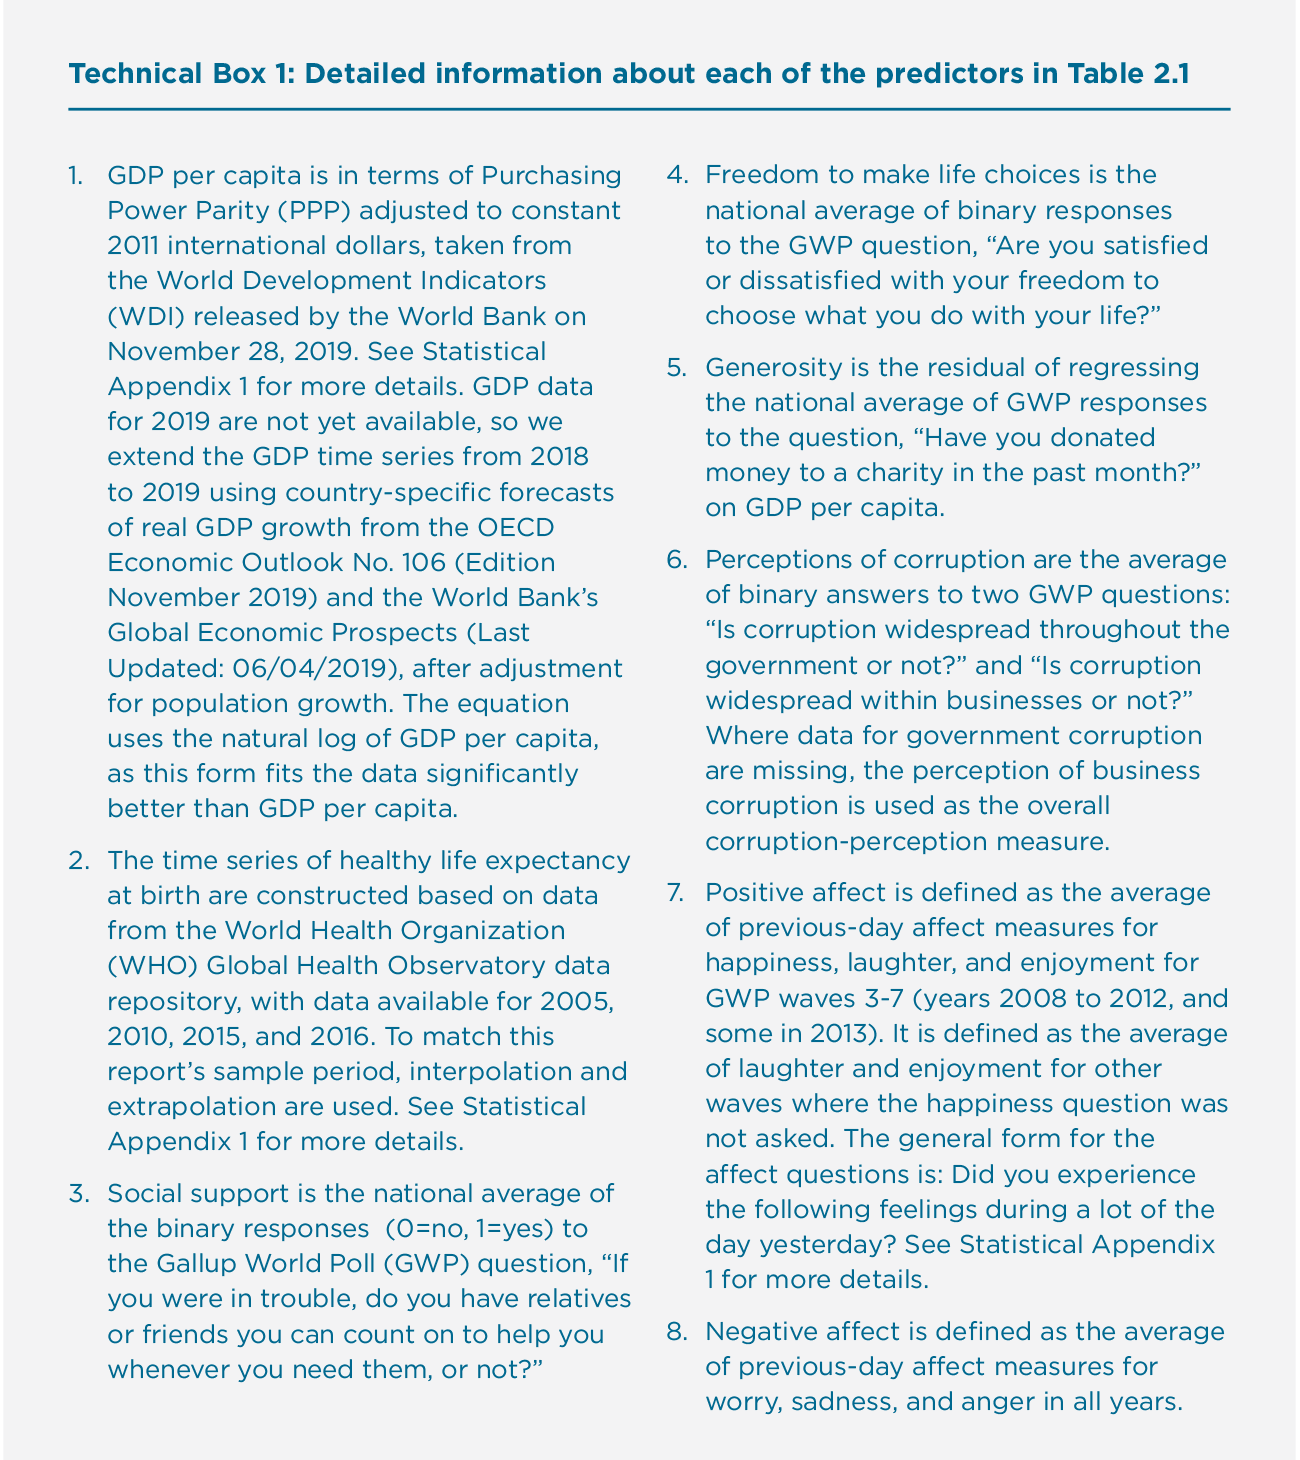 Technical Box 1: Detailed information about each of the predictors in Table 2.1
1. GDP per capita is in terms of Purchasing
Power Parity (PPP) adjusted to constant
2011 international dollars, taken from
the World Development Indicators
(WDI) released by the World Bank on
November 28, 2019. See Statistical
Appendix 1 for more details. GDP data
for 2019 are not yet available, so we
extend the GDP time series from 2018
to 2019 using country-specific forecasts
of real GDP growth from the OECD
Economic Outlook No. 106 (Edition
November 2019) and the World Bank’s
Global Economic Prospects (Last
Updated: 06/04/2019), after adjustment
for population growth. The equation
uses the natural log of GDP per capita,
as this form fits the data significantly
better than GDP per capita.
2. The time series of healthy life expectancy
at birth are constructed based on data
from the World Health Organization
(WHO) Global Health Observatory data
repository, with data available for 2005,
2010, 2015, and 2016. To match this
report’s sample period, interpolation and
extrapolation are used. See Statistical
Appendix 1 for more details.
3. Social support is the national average of
the binary responses (0=no, 1=yes) to
the Gallup World Poll (GWP) question, “If
you were in trouble, do you have relatives
or friends you can count on to help you
whenever you need them, or not?”
4. Freedom to make life choices is the
national average of binary responses
to the GWP question, “Are you satisfied
or dissatisfied with your freedom to
choose what you do with your life?”
5. Generosity is the residual of regressing
the national average of GWP responses
to the question, “Have you donated
money to a charity in the past month?”
on GDP per capita.
6. Perceptions of corruption are the average
of binary answers to two GWP questions:
“Is corruption widespread throughout the
government or not?” and “Is corruption
widespread within businesses or not?”
Where data for government corruption
are missing, the perception of business
corruption is used as the overall
corruption-perception measure.
7. Positive affect is defined as the average
of previous-day affect measures for
happiness, laughter, and enjoyment for
GWP waves 3-7 (years 2008 to 2012, and
some in 2013). It is defined as the average
of laughter and enjoyment for other
waves where the happiness question was
not asked. The general form for the
affect questions is: Did you experience
the following feelings during a lot of the
day yesterday? See Statistical Appendix
1 for more details.
8. Negative affect is defined as the average
of previous-day affect measures for
worry, sadness, and anger in all years.